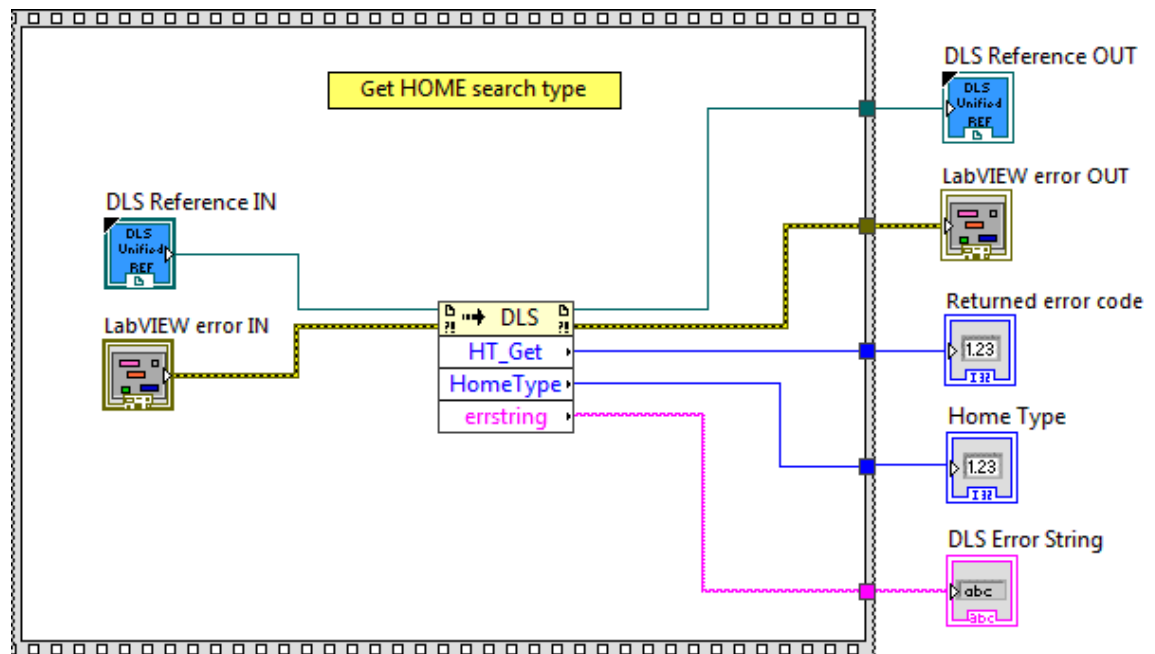 Get HOME search type
DLS Reference IN
DLS
Unified
REF
LabVIEW error IN
?!
DLS
?!
HT_Get
HomeType
errstring
DLS Reference OUT
DLS
Unified
REF
LabVIEW error OUT
Returned error code
1.23
I32
Home Type
1.23
I32
DLS Error String
abc
abc